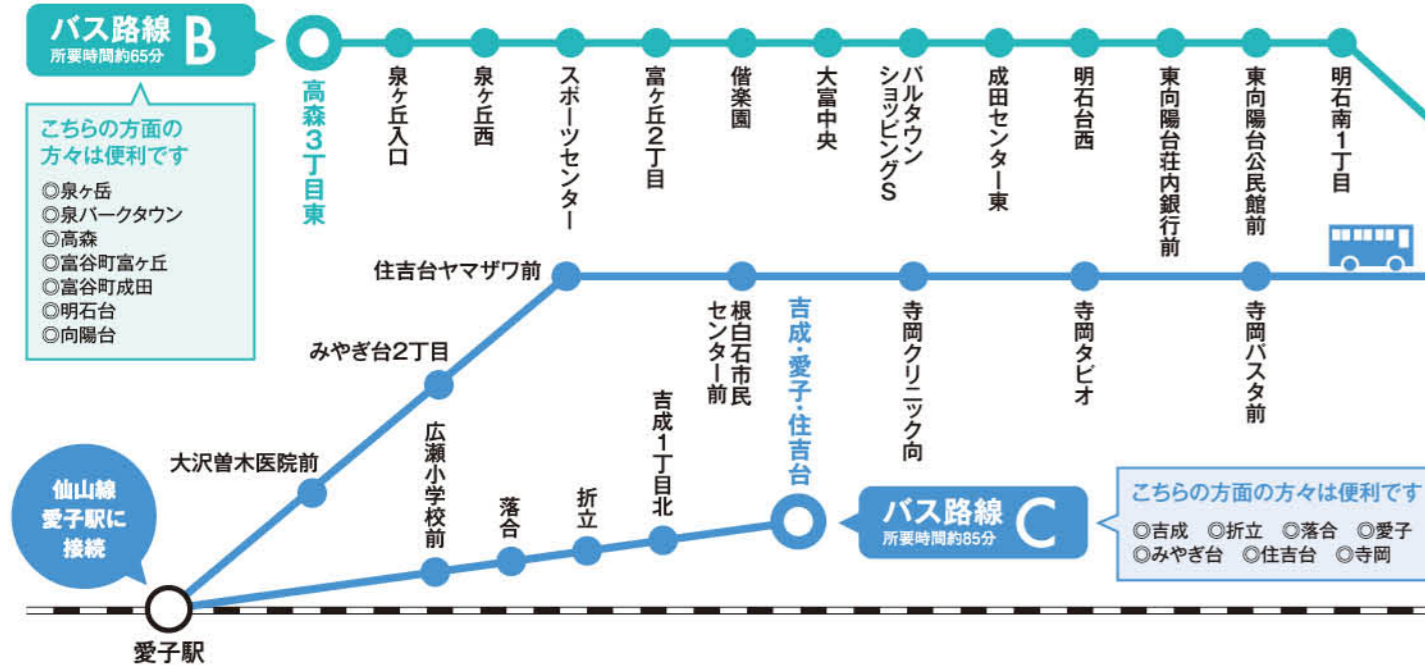 バス路線 B
所要時間約65分
こちらの方面の
方々は便利です
◎泉ヶ岳
◎泉パークタウン
◎高森
◎富谷町富ヶ丘
◎富谷町成田
◎明石台
◎向陽台
高森3丁目東
泉ヶ丘入口
泉ヶ丘西
スポーツセンター
富ヶ丘2丁目
偕楽園
大富中央
パルタウン
ショッピングS
成田センター東
明石台西
東向陽台荘内銀行前
東向陽台公民館前
明石南1丁目
住吉台ヤマザワ前
根白石市民
センター前
寺岡クリニック向
寺岡タピオ
寺岡パスタ前
みやぎ台2丁目
大沢曽木医院前
仙山線
愛子駅に
接続
愛子駅
広瀬小学校前
落合
折立
吉成1丁目北
吉成・愛子・住吉台
バス路線 C
所要時間約85分
こちらの方面の方々は便利です
◎吉成 ◎折立 ◎落合 ◎愛子
◎みやぎ台 ◎住吉台 ◎寺岡